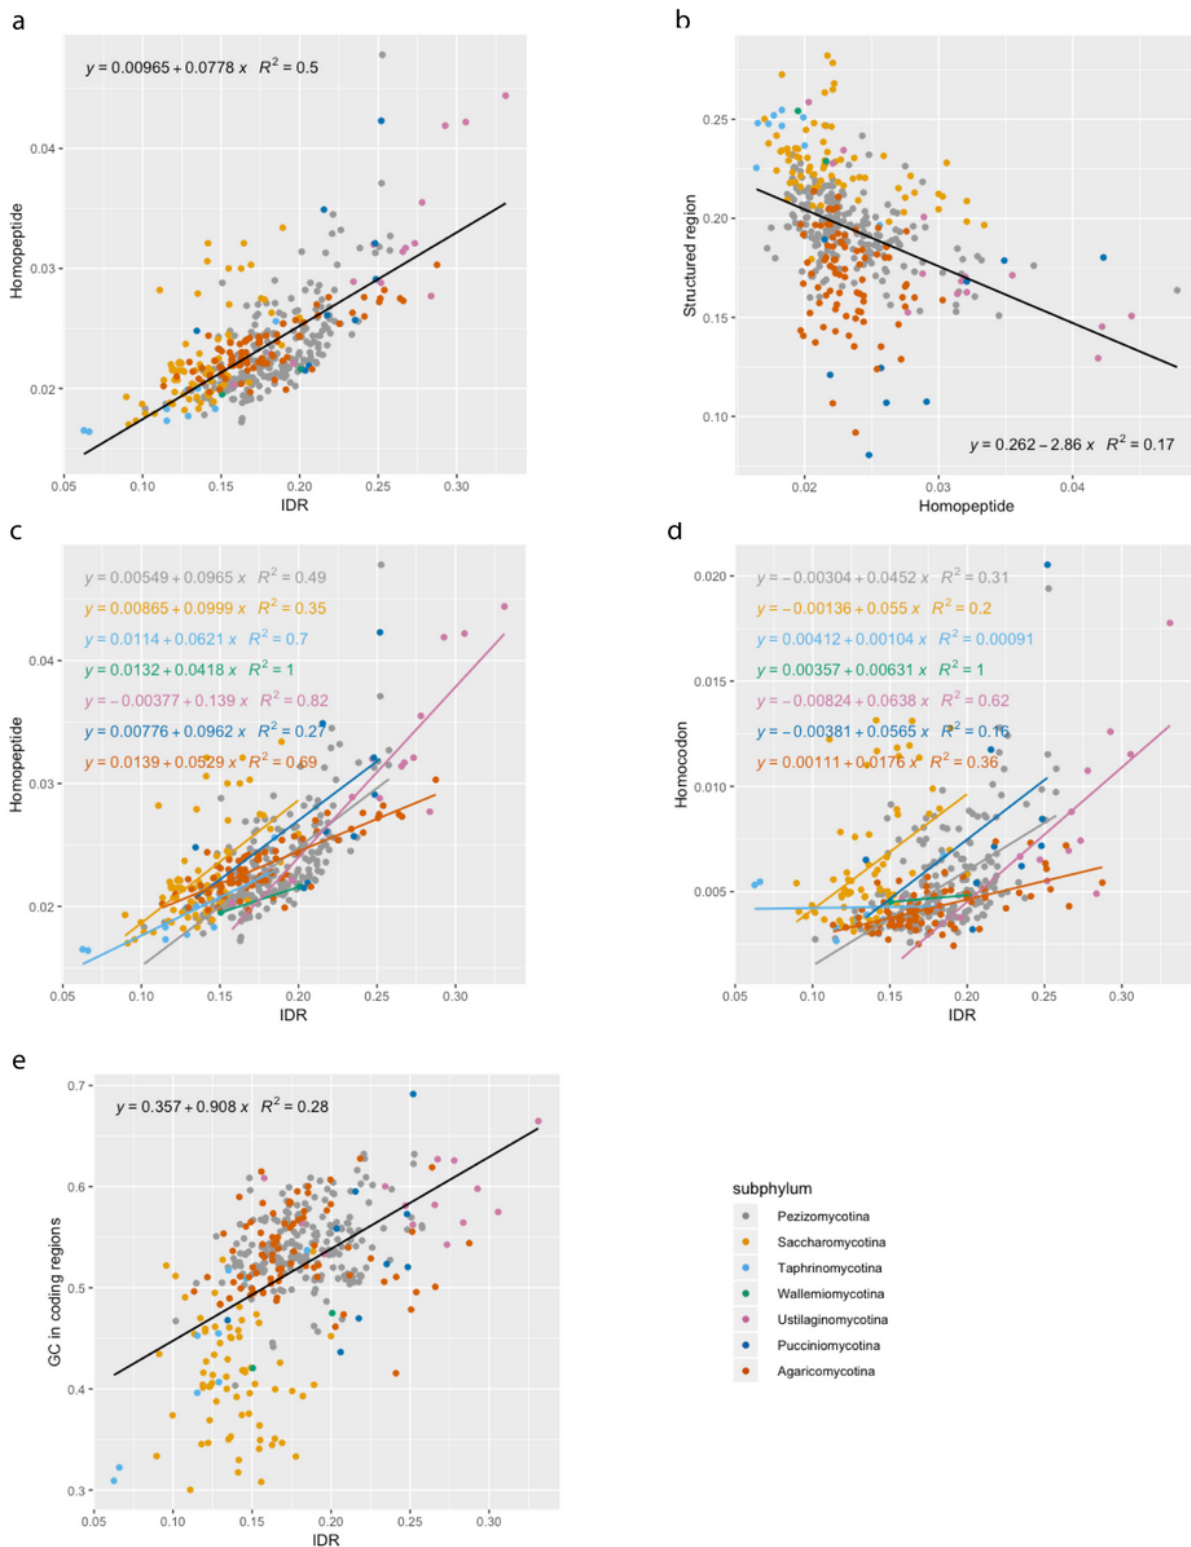 a
y = 0.00965 + 0.0778 x R² = 0.5
Homopeptide
0.04
0.03
0.02
0.05 0.10 0.15 0.20 0.25 0.30
IDR
b
Structured region
0.25
0.20
0.15
0.10
y = 0.262 − 2.86 x R² = 0.17
0.02 0.03 0.04
Homopeptide
c
y = 0.00549 + 0.0965 x R² = 0.49
y = 0.00865 + 0.0999 x R² = 0.35
y = 0.0114 + 0.0621 x R² = 0.7
y = 0.0132 + 0.0418 x R² = 1
y = − 0.00377 + 0.139 x R² = 0.82
y = 0.00776 + 0.0962 x R² = 0.27
y = 0.0139 + 0.0529 x R² = 0.69
Homopeptide
0.04
0.03
0.02
0.05 0.10 0.15 0.20 0.25 0.30
IDR
d
y = − 0.00304 + 0.0452 x R² = 0.31
y = − 0.00136 + 0.055 x R² = 0.2
y = 0.00412 + 0.00104 x R² = 0.00091
y = 0.00357 + 0.00631 x R² = 1
y = − 0.00824 + 0.0638 x R² = 0.62
y = − 0.00381 + 0.0565 x R² = 0.16
y = 0.00111 + 0.0176 x R² = 0.36
Homocodon
0.020
0.015
0.010
0.005
0.05 0.10 0.15 0.20 0.25 0.30
IDR
e
y = 0.357 + 0.908 x R² = 0.28
GC in coding regions
0.7
0.6
0.5
0.4
0.3
0.05 0.10 0.15 0.20 0.25 0.30
IDR
subphylum
Pezizomycotina
Saccharomycotina
Taphrinomycotina
Wallemiomycotina
Ustilaginomycotina
Pucciniomycotina
Agaricomycotina